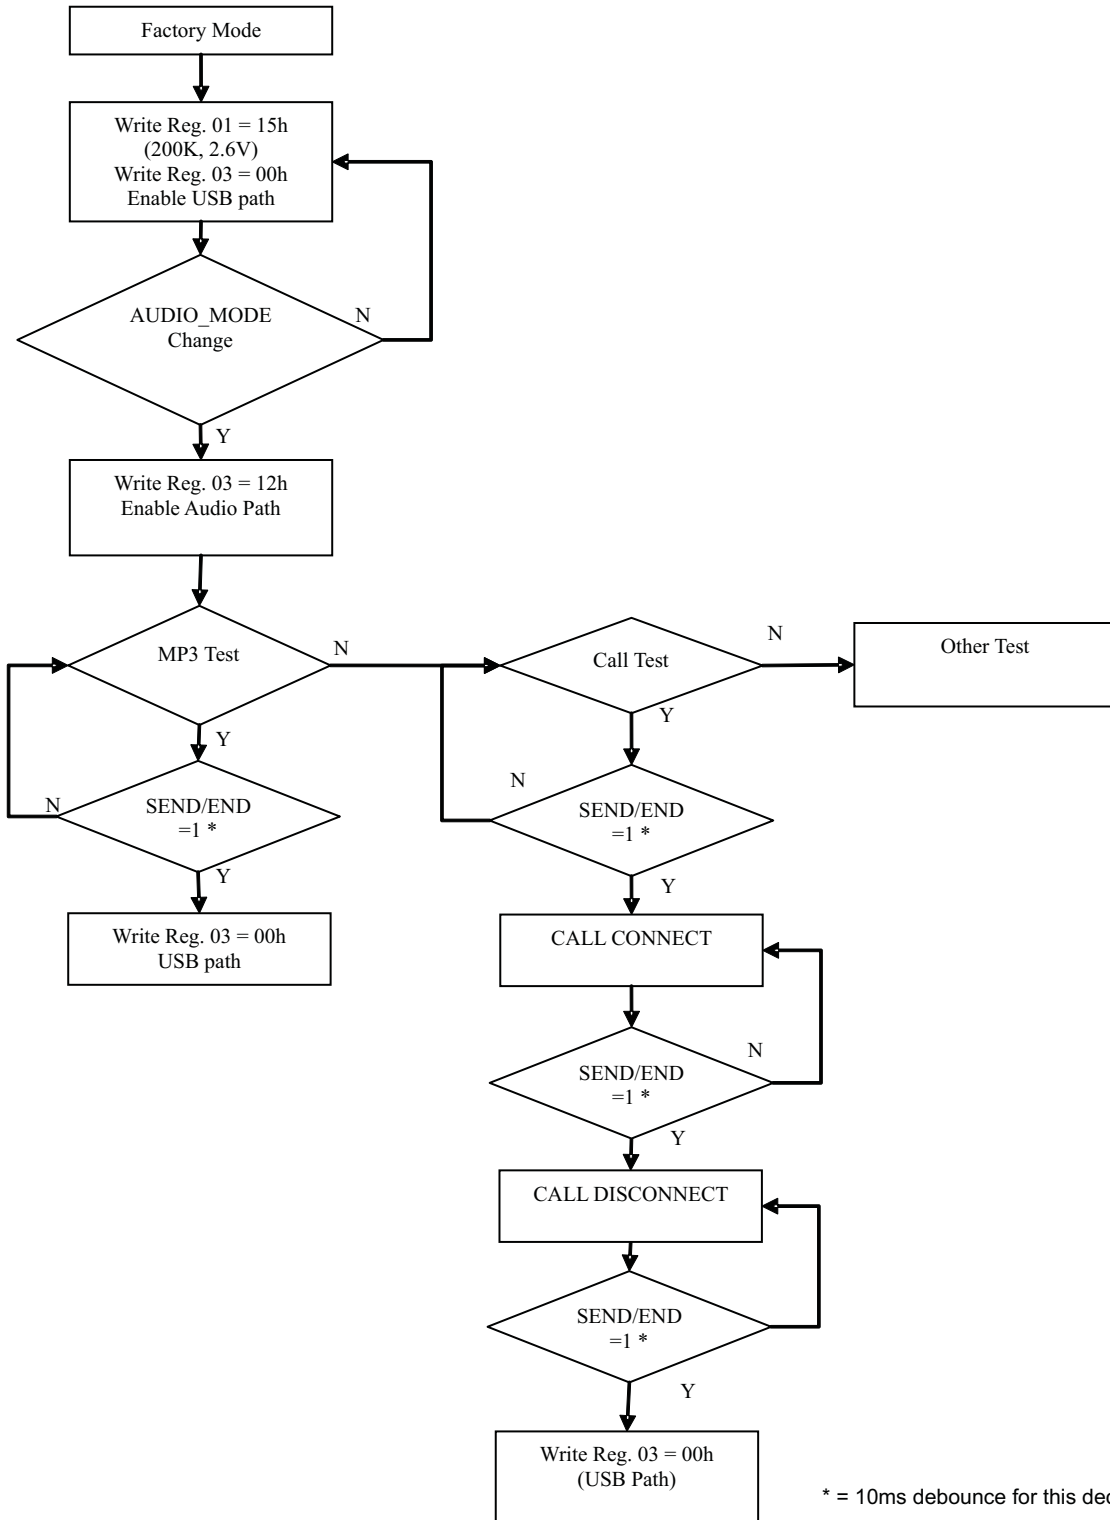 Factory Mode
Write Reg. 01 = 15h
(200K, 2.6V)
Write Reg. 03 = 00h
Enable USB path
AUDIO_MODE
Change
N
Y
Write Reg. 03 = 12h
Enable Audio Path
MP3 Test
N
Y
SEND/END
=1 *
N
Y
Write Reg. 03 = 00h
USB path
Call Test
N
Y
Other Test
SEND/END
=1 *
N
Y
CALL CONNECT
SEND/END
=1 *
N
Y
CALL DISCONNECT
SEND/END
=1 *
Y
Write Reg. 03 = 00h
(USB Path)
* = 10ms debounce for this